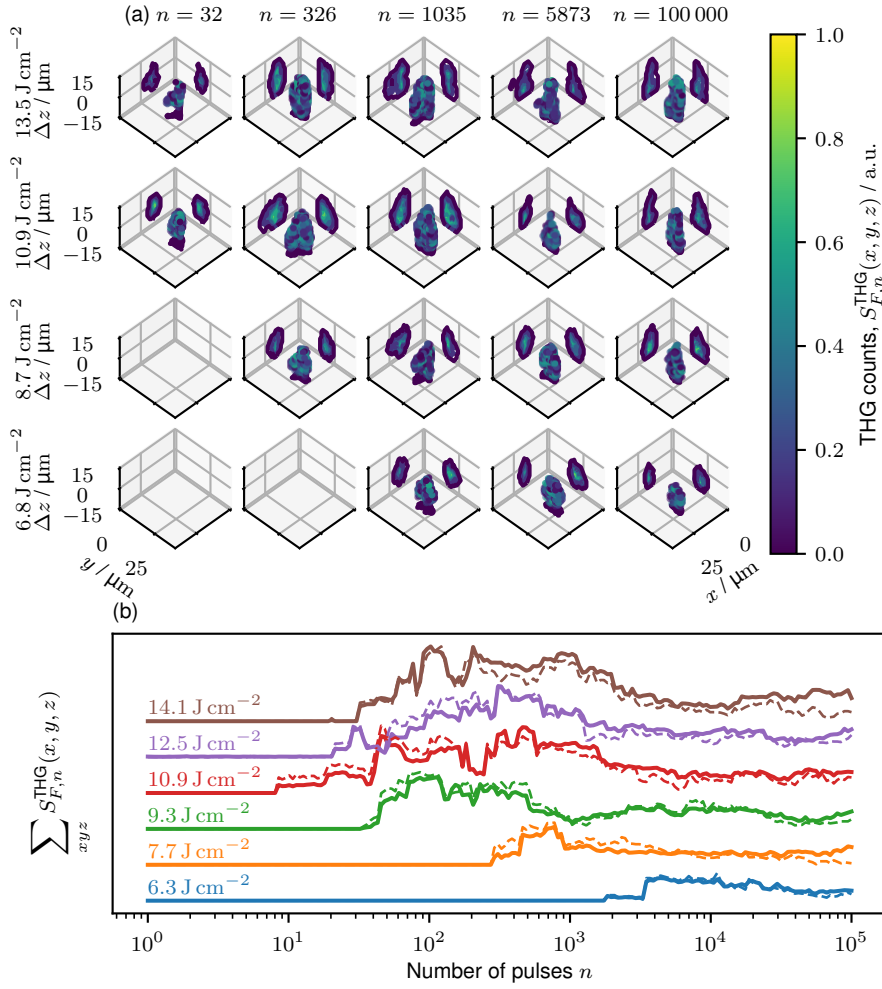 (a) n = 32 n = 326 n = 1035 n = 5873 n = 100 000
13.5 J cm⁻²
Δz / µm
15
0
−15
10.9 J cm⁻²
Δz / µm
15
0
−15
8.7 J cm⁻²
Δz / µm
15
0
−15
6.8 J cm⁻²
Δz / µm
15
0
−15
0
25
y / µm
0
25
x / µm
1.0
0.8
0.6
0.4
0.2
0.0
THG counts, S_{F,n}^{THG}(x, y, z) / a.u.
(b)
∑_{xyz} S_{F,n}^{THG}(x, y, z)
14.1 J cm⁻²
12.5 J cm⁻²
10.9 J cm⁻²
9.3 J cm⁻²
7.7 J cm⁻²
6.3 J cm⁻²
10⁰ 10¹ 10² 10³ 10⁴ 10⁵
Number of pulses n